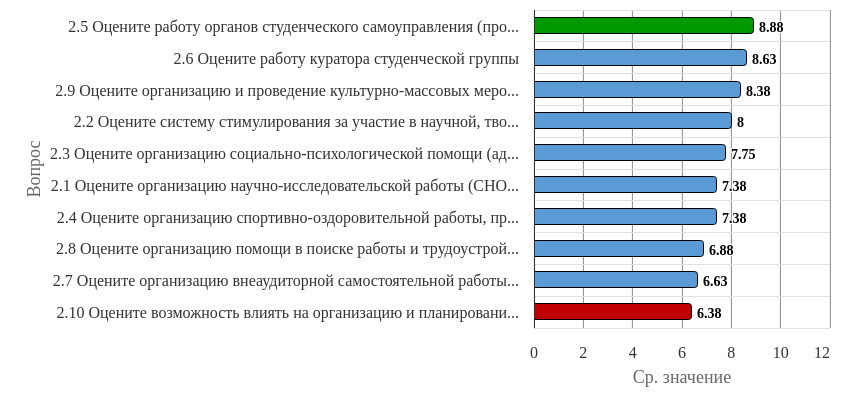 2.5 Оцените работу органов студенческого самоуправления (про... 8.88
2.6 Оцените работу куратора студенческой группы 8.63
2.9 Оцените организацию и проведение культурно-массовых меро... 8.38
2.2 Оцените систему стимулирования за участие в научной, тво... 8
2.3 Оцените организацию социально-психологической помощи (ад... 7.75
2.1 Оцените организацию научно-исследовательской работы (СНО... 7.38
2.4 Оцените организацию спортивно-оздоровительной работы, пр... 7.38
2.8 Оцените организацию помощи в поиске работы и трудоустрой... 6.88
2.7 Оцените организацию внеаудиторной самостоятельной работы... 6.63
2.10 Оцените возможность влиять на организацию и планировани... 6.38
Вопрос
0 2 4 6 8 10 12
Ср. значение